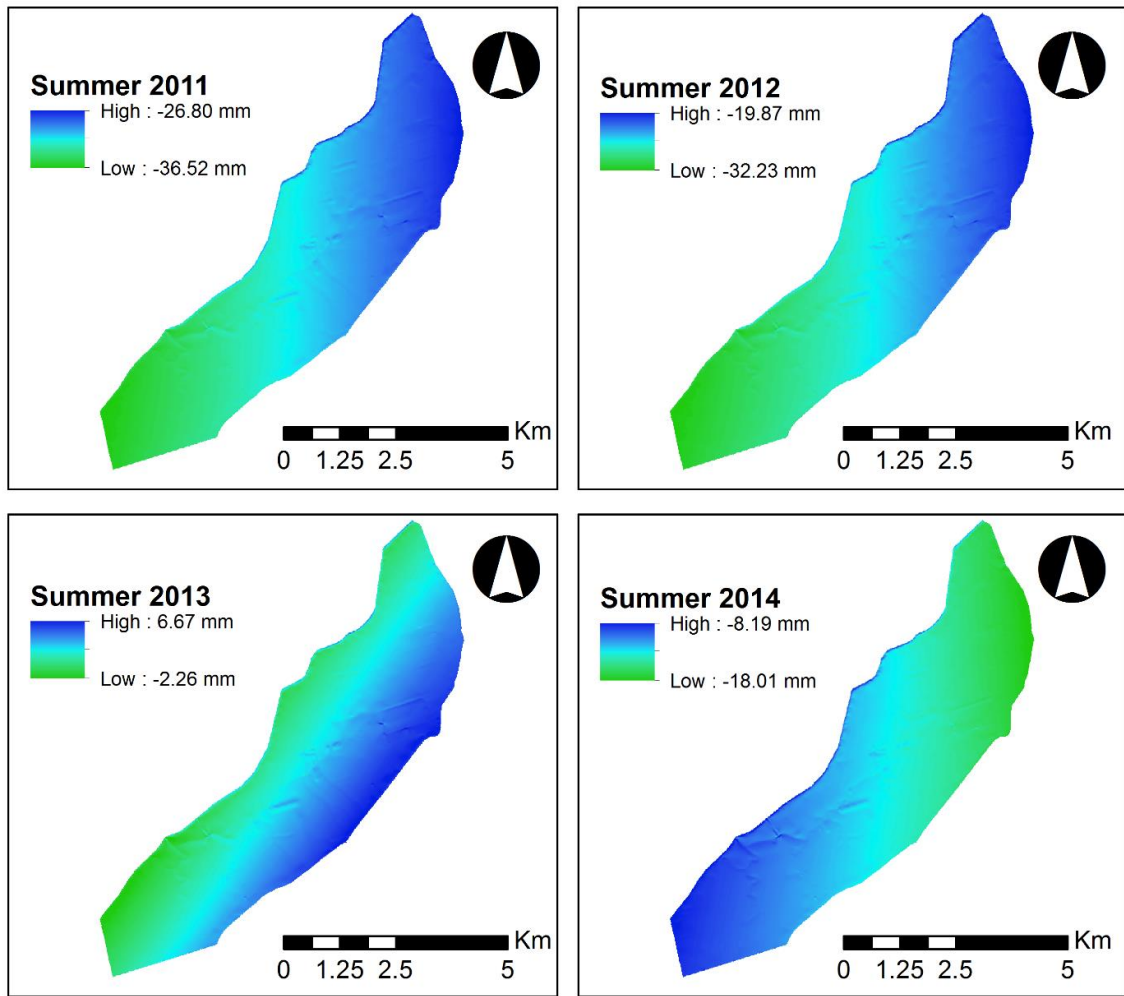 Summer 2011
High : -26.80 mm
Low : -36.52 mm
Km
0 1.25 2.5 5
Summer 2012
High : -19.87 mm
Low : -32.23 mm
Km
0 1.25 2.5 5
Summer 2013
High : 6.67 mm
Low : -2.26 mm
Km
0 1.25 2.5 5
Summer 2014
High : -8.19 mm
Low : -18.01 mm
Km
0 1.25 2.5 5